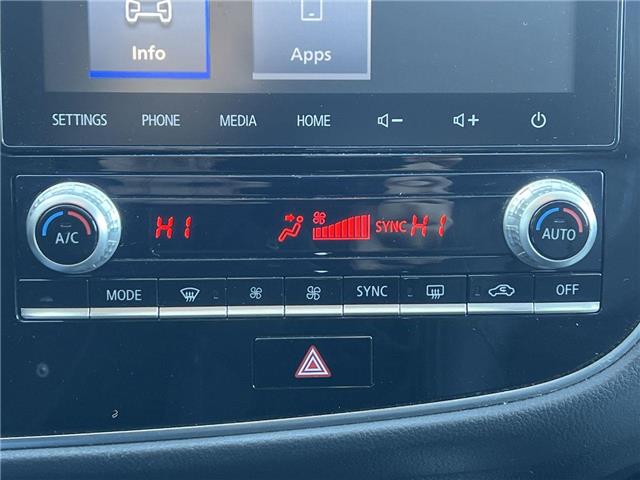 Info Apps
SETTINGS PHONE MEDIA HOME
A/C HI SYNC HI AUTO
MODE SYNC OFF